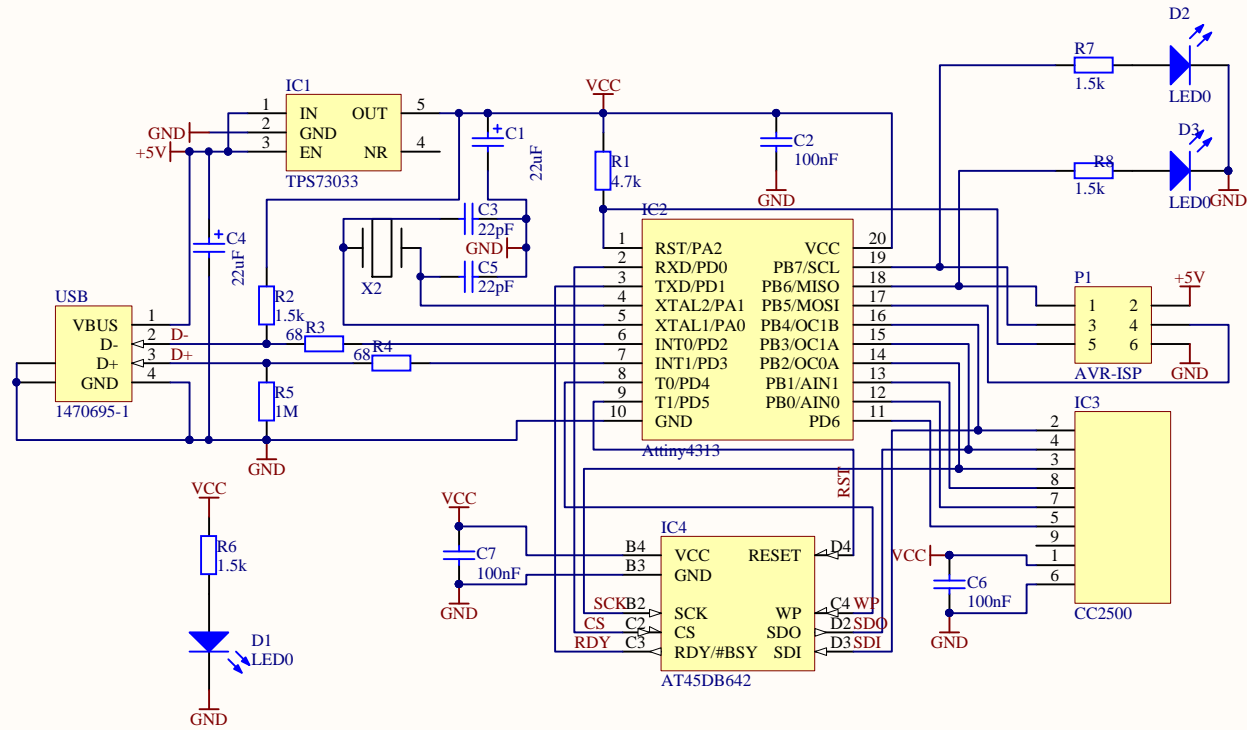 D2
R7
1.5k
LED0
D3
R8
1.5k
LED0
GND
IC1
1 IN OUT 5
2 GND
3 EN NR 4
TPS73033
GND
+5V
VCC
C1
22uF
C2
100nF
GND
R1
4.7k
C4
22uF
C3
22pF
GND
C5
22pF
X2
R2
1.5k
R3
68
R4
68
R5
1M
GND
USB
VBUS 1
D- 2 D-
D+ 3 D+
GND 4
1470695-1
IC2
1 RST/PA2 VCC 20
2 RXD/PD0 PB7/SCL 19
3 TXD/PD1 PB6/MISO 18
4 XTAL2/PA1 PB5/MOSI 17
5 XTAL1/PA0 PB4/OC1B 16
6 INT0/PD2 PB3/OC1A 15
7 INT1/PD3 PB2/OC0A 14
8 T0/PD4 PB1/AIN1 13
9 T1/PD5 PB0/AIN0 12
10 GND PD6 11
Attiny4313
P1
+5V
1 2
3 4
5 6
AVR-ISP
GND
IC3
2
4
3
8
7
5
9
1
6
CC2500
VCC
C6
100nF
GND
VCC
R6
1.5k
D1
LED0
GND
VCC
C7
100nF
GND
RST
IC4
B4 VCC RESET D4
B3 GND
SCK B2 SCK WP C4 WP
CS C2 CS SDO D2 SDO
RDY C3 RDY/#BSY SDI D3 SDI
AT45DB642